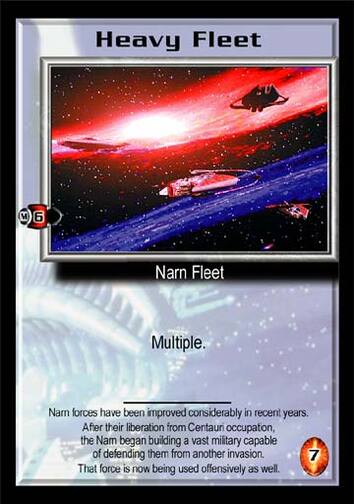 Heavy Fleet
M 6
Narn Fleet
Multiple.
Narn forces have been improved considerably in recent years.
After their liberation from Centauri occupation,
the Narn began building a vast military capable
of defending them from another invasion.
That force is now being used offensively as well.
7